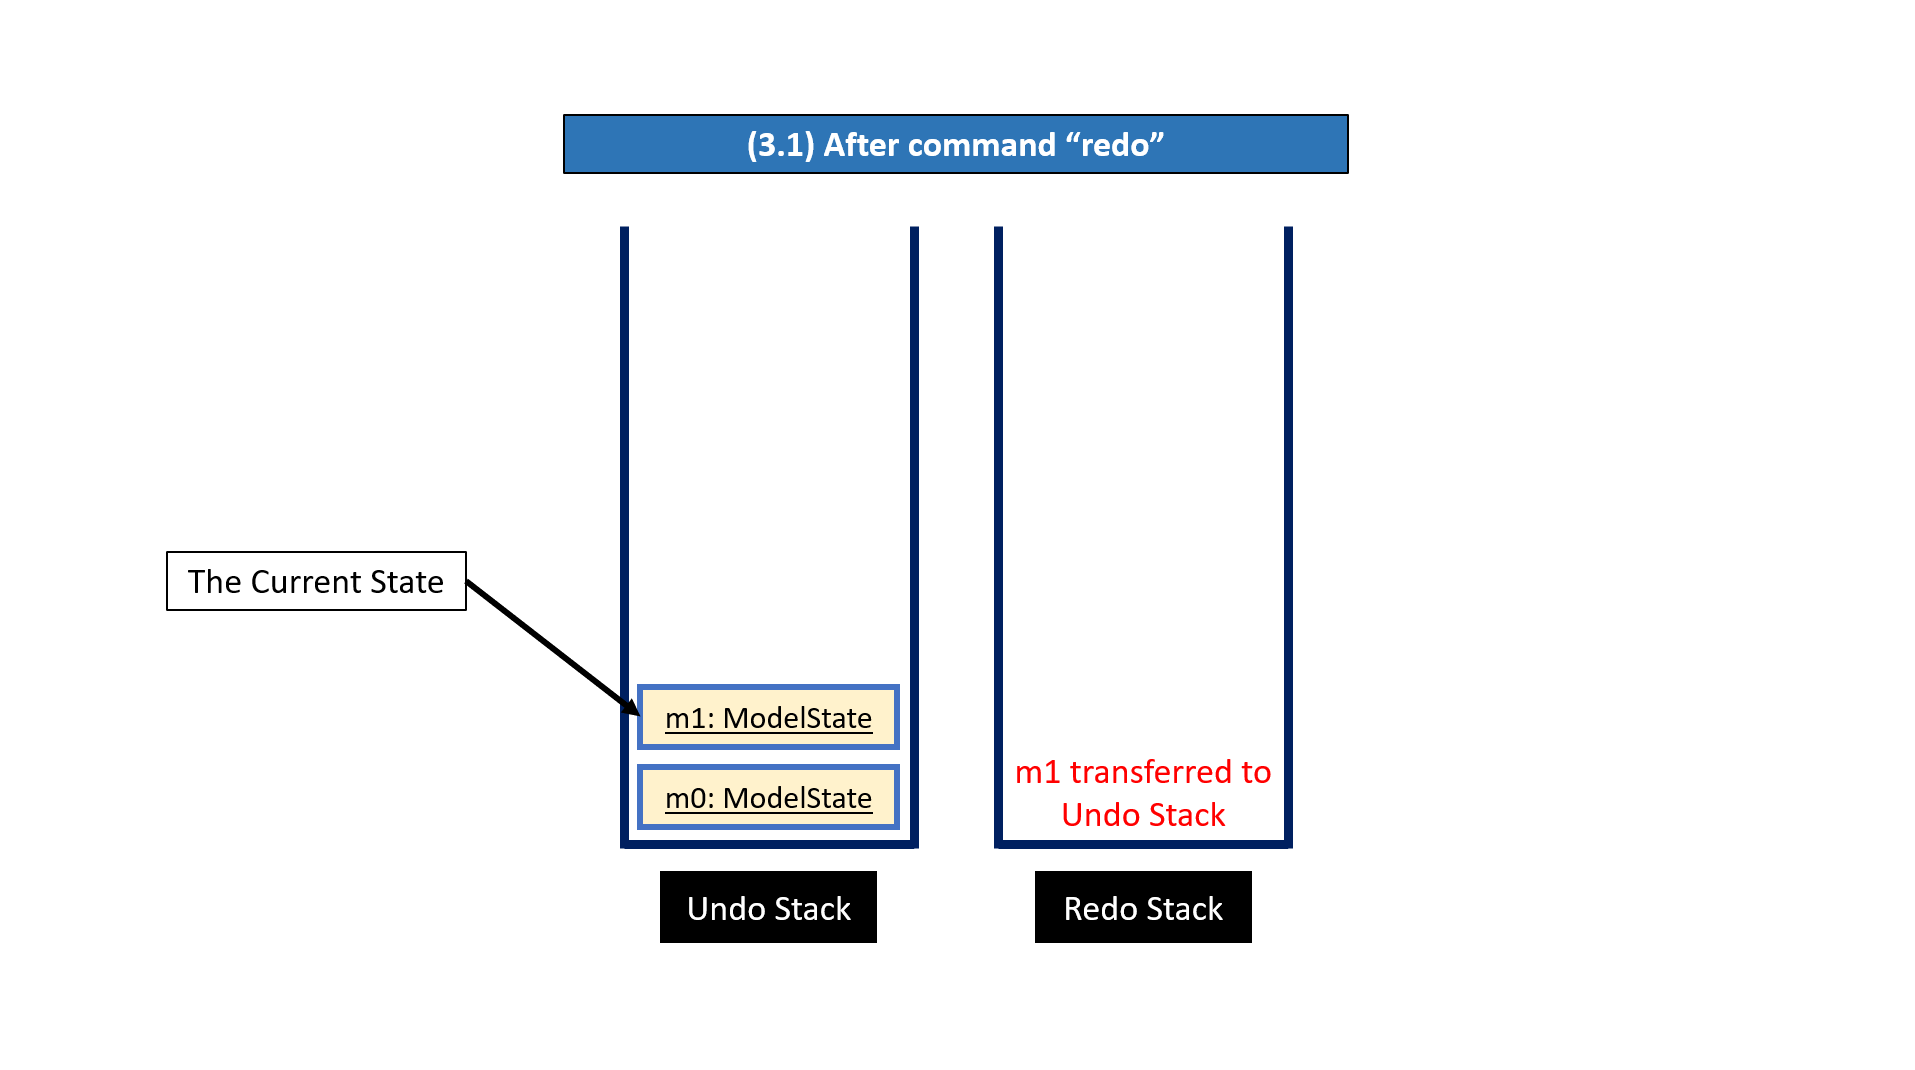 (3.1) After command “redo”
The Current State
m1: ModelState
m0: ModelState
m1 transferred to
Undo Stack
Undo Stack
Redo Stack